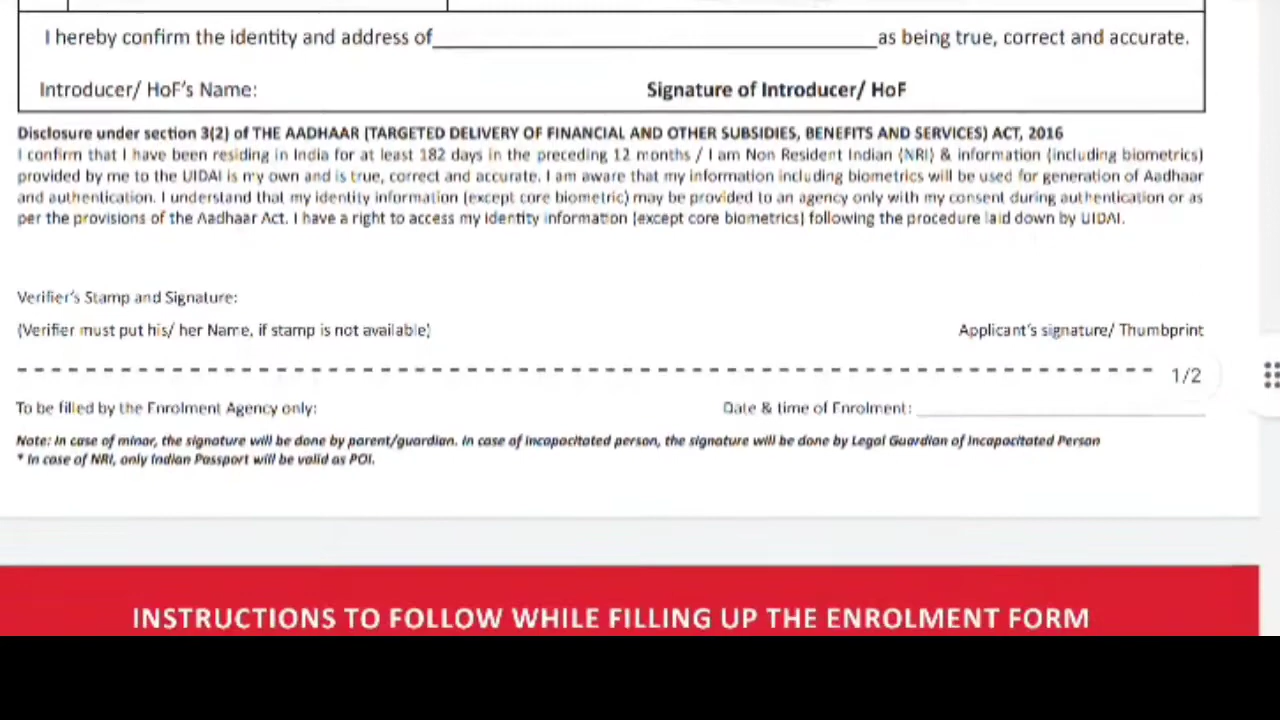 I hereby confirm the identity and address of________________________________________as being true, correct and accurate.
Introducer/ HoF's Name: Signature of Introducer/ HoF
Disclosure under section 3(2) of THE AADHAAR (TARGETED DELIVERY OF FINANCIAL AND OTHER SUBSIDIES, BENEFITS AND SERVICES) ACT, 2016
I confirm that I have been residing in India for at least 182 days in the preceding 12 months / I am Non Resident Indian (NRI) & information (including biometrics)
provided by me to the UIDAI is my own and is true, correct and accurate. I am aware that my information including biometrics will be used for generation of Aadhaar
and authentication. I understand that my identity information (except core biometric) may be provided to an agency only with my consent during authentication or as
per the provisions of the Aadhaar Act. I have a right to access my identity information (except core biometrics) following the procedure laid down by UIDAI.
Verifier's Stamp and Signature:
(Verifier must put his/ her Name, if stamp is not available) Applicant's signature/ Thumbprint
1/2
To be filled by the Enrolment Agency only: Date & time of Enrolment: ______________________________
Note: In case of minor, the signature will be done by parent/guardian. In case of incapacitated person, the signature will be done by Legal Guardian of Incapacitated Person
* In case of NRI, only Indian Passport will be valid as POI.
INSTRUCTIONS TO FOLLOW WHILE FILLING UP THE ENROLMENT FORM